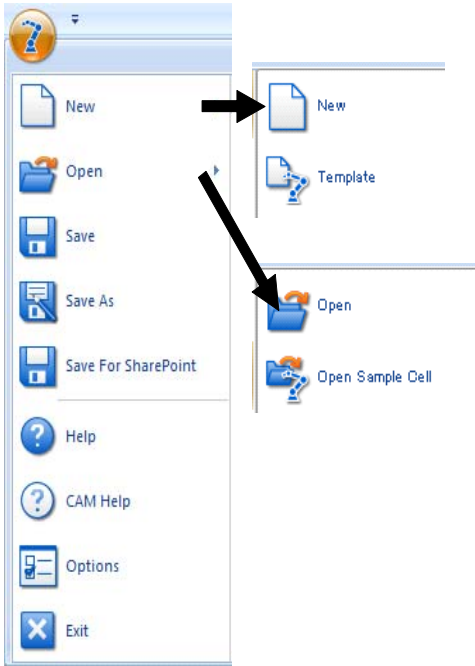 New
Open
Save
Save As
Save For SharePoint
Help
CAM Help
Options
Exit
New
Template
Open
Open Sample Cell